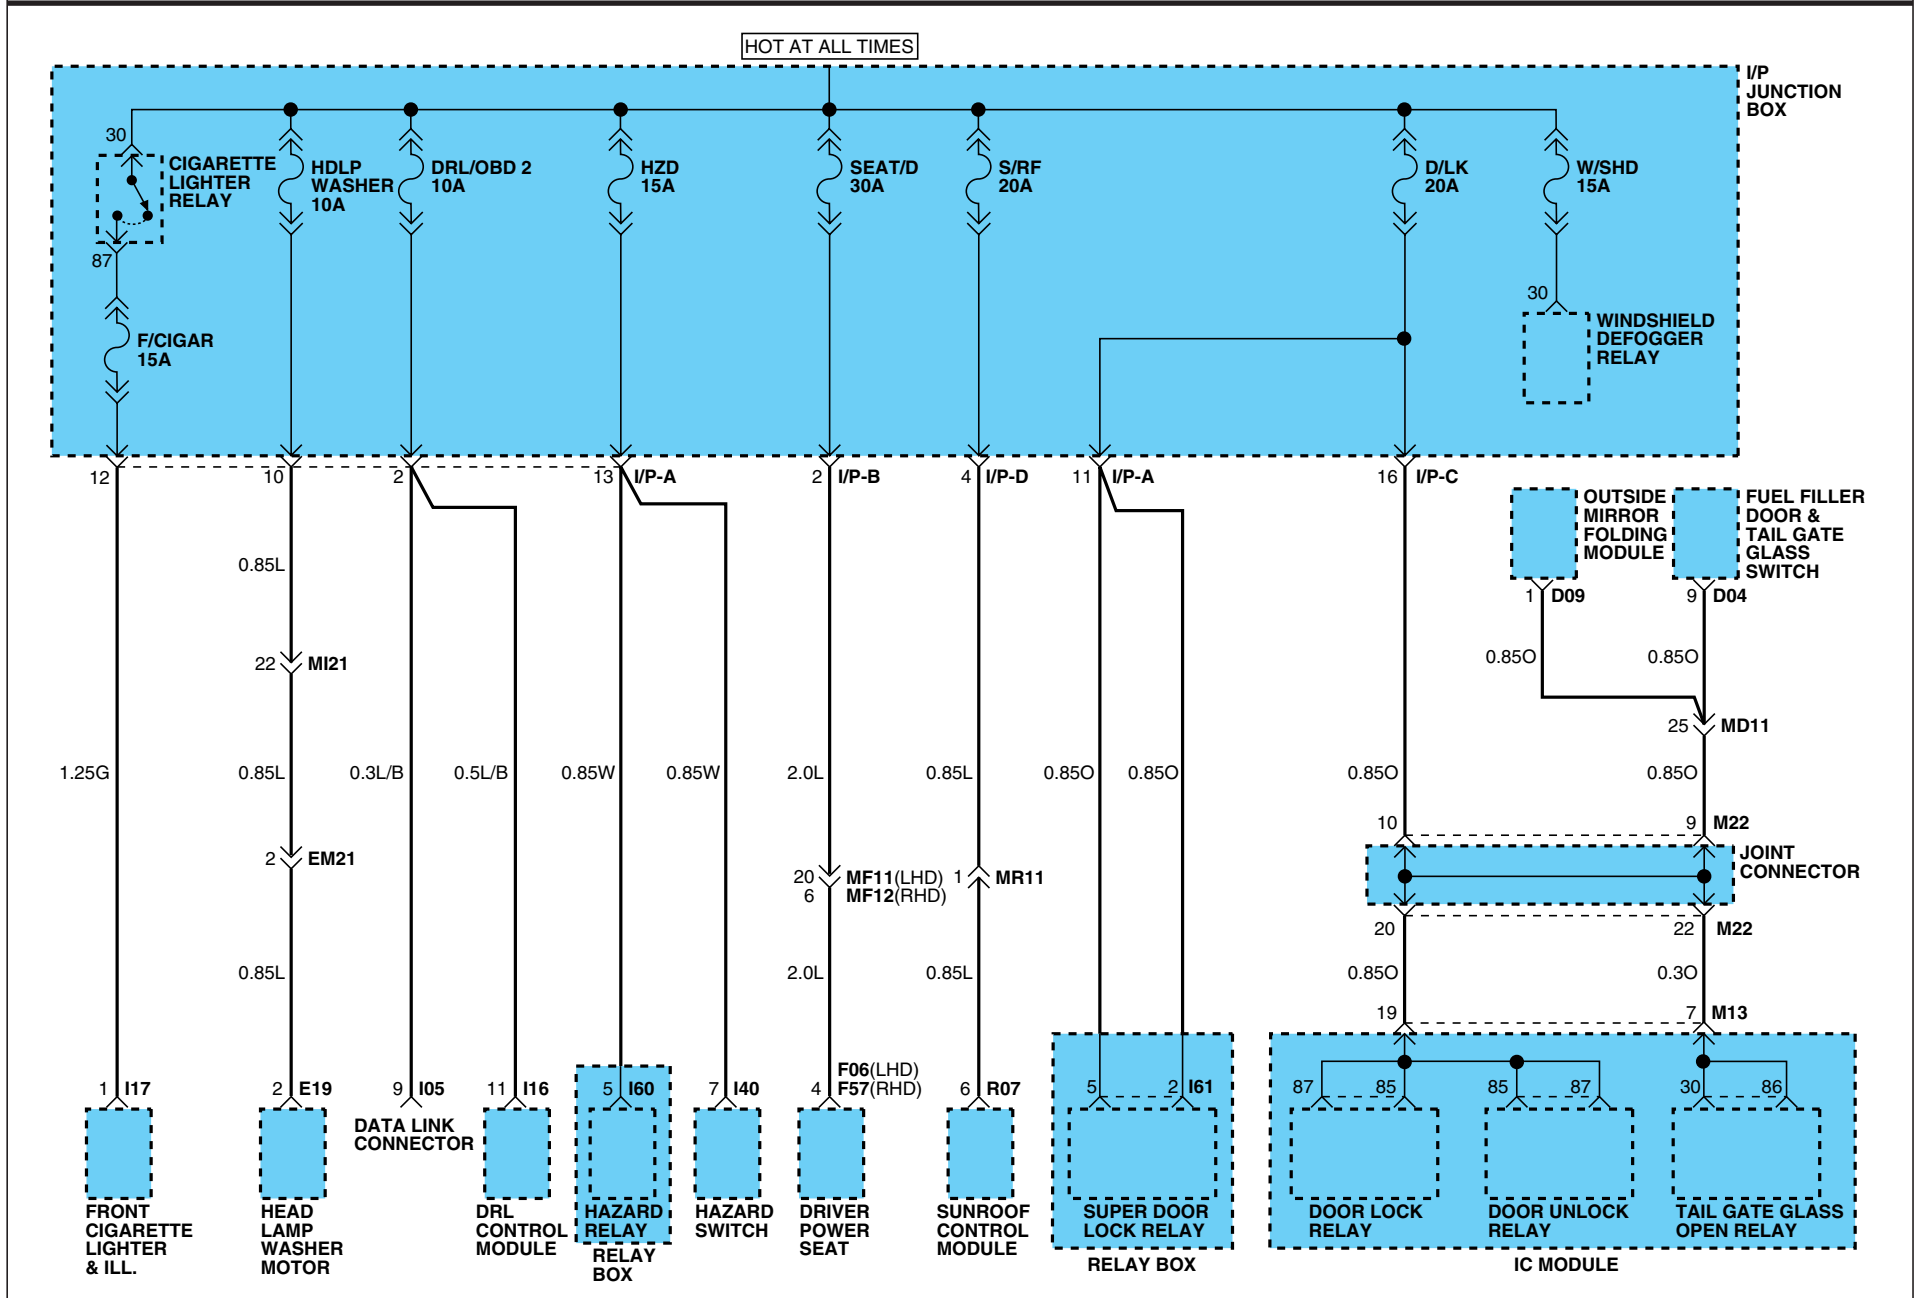 HOT AT ALL TIMES
I/P
JUNCTION
BOX
30
CIGARETTE
LIGHTER
RELAY
87
F/CIGAR
15A
HDLP
WASHER
10A
DRL/OBD 2
10A
HZD
15A
SEAT/D
30A
S/RF
20A
D/LK
20A
W/SHD
15A
30
WINDSHIELD
DEFOGGER
RELAY
12
10
2
13 I/P-A
2 I/P-B
4 I/P-D
11 I/P-A
16 I/P-C
OUTSIDE
MIRROR
FOLDING
MODULE
FUEL FILLER
DOOR &
TAIL GATE
GLASS
SWITCH
1 D09
9 D04
0.85L
22 MI21
0.85O
0.85O
25 MD11
1.25G
0.85L
0.3L/B
0.5L/B
0.85W
0.85W
2.0L
0.85L
0.85O
0.85O
0.85O
0.85O
10
9 M22
JOINT
CONNECTOR
2 EM21
20 MF11(LHD)
6 MF12(RHD)
1 MR11
20
22 M22
0.85L
2.0L
0.85L
0.85O
0.3O
19
7 M13
1 I17
2 E19
9 I05
11 I16
5 I60
7 I40
F06(LHD)
4 F57(RHD)
6 R07
5
2 I61
87
85
85
87
30
86
FRONT
CIGARETTE
LIGHTER
& ILL.
HEAD
LAMP
WASHER
MOTOR
DATA LINK
CONNECTOR
DRL
CONTROL
MODULE
HAZARD
RELAY
RELAY
BOX
HAZARD
SWITCH
DRIVER
POWER
SEAT
SUNROOF
CONTROL
MODULE
SUPER DOOR
LOCK RELAY
RELAY BOX
DOOR LOCK
RELAY
DOOR UNLOCK
RELAY
TAIL GATE GLASS
OPEN RELAY
IC MODULE